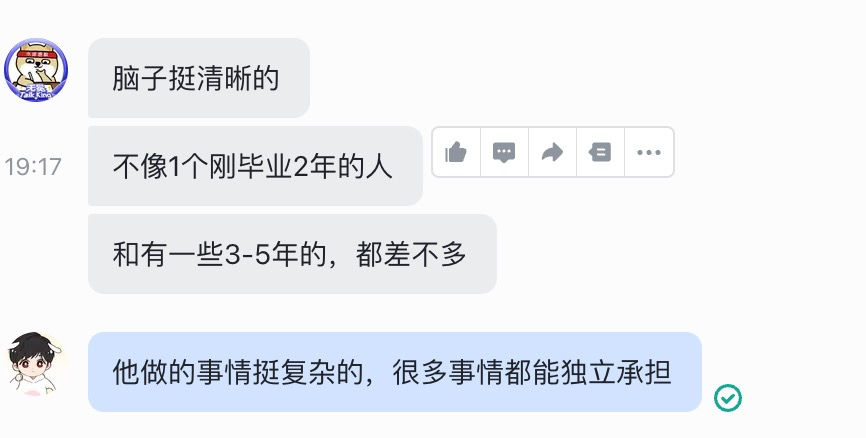 脑子挺清晰的
19:17
不像1个刚毕业2年的人
和有一些3-5年的，都差不多
他做的事情挺复杂的，很多事情都能独立承担